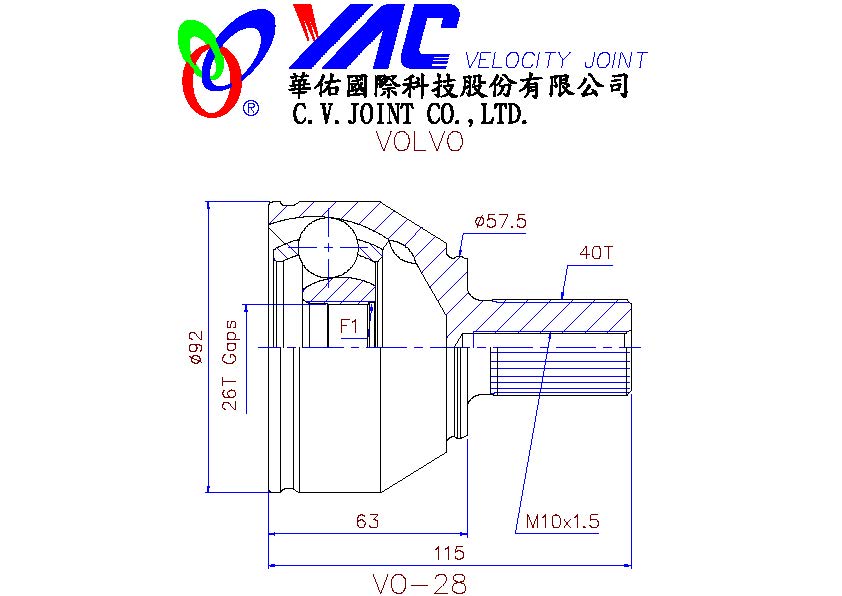 YAC VELOCITY JOINT
®
華佑國際科技股份有限公司
C.V.JOINT CO.,LTD.
VOLVO
ø57.5
40T
F1
ø92
26T Gaps
M10x1.5
63
115
VO-28